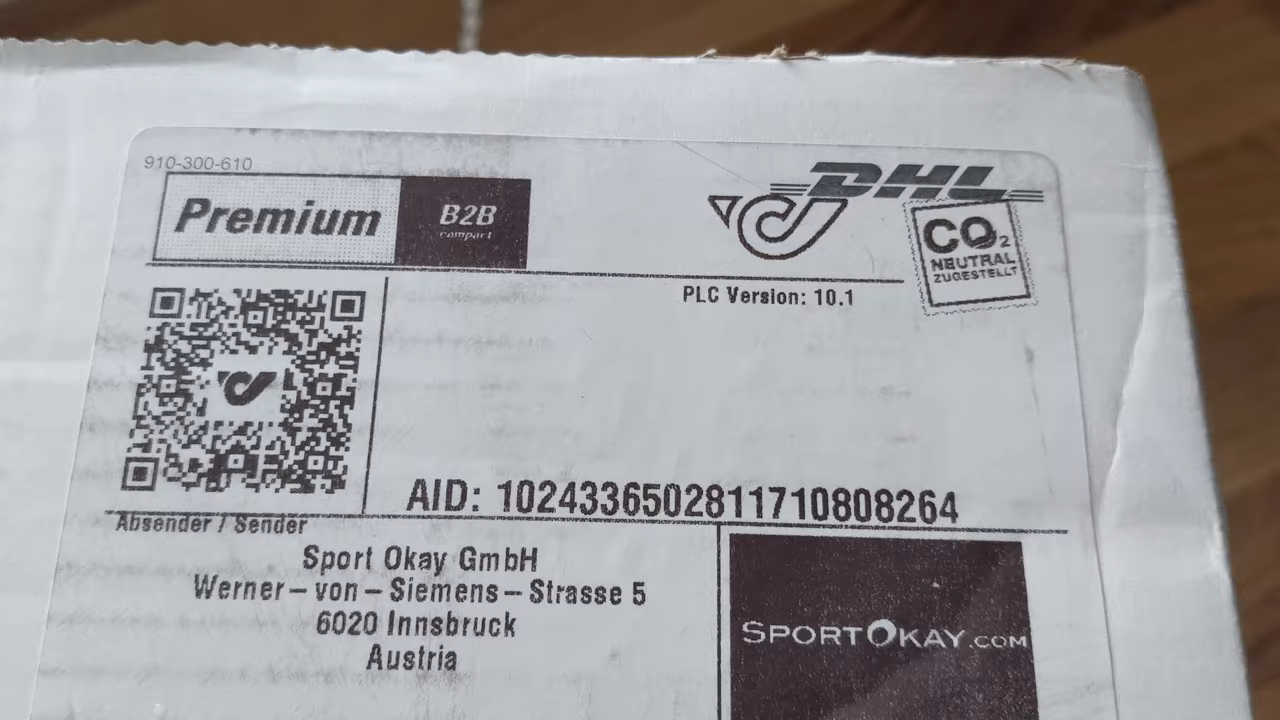 910-300-610
Premium
B2B
compact
DHL
CO2
NEUTRAL
ZUGESTELLT
PLC Version: 10.1
AID: 1024336502811710808264
Absender / Sender
Sport Okay GmbH
Werner-von-Siemens-Strasse 5
6020 Innsbruck
Austria
SPORTOKAY.COM